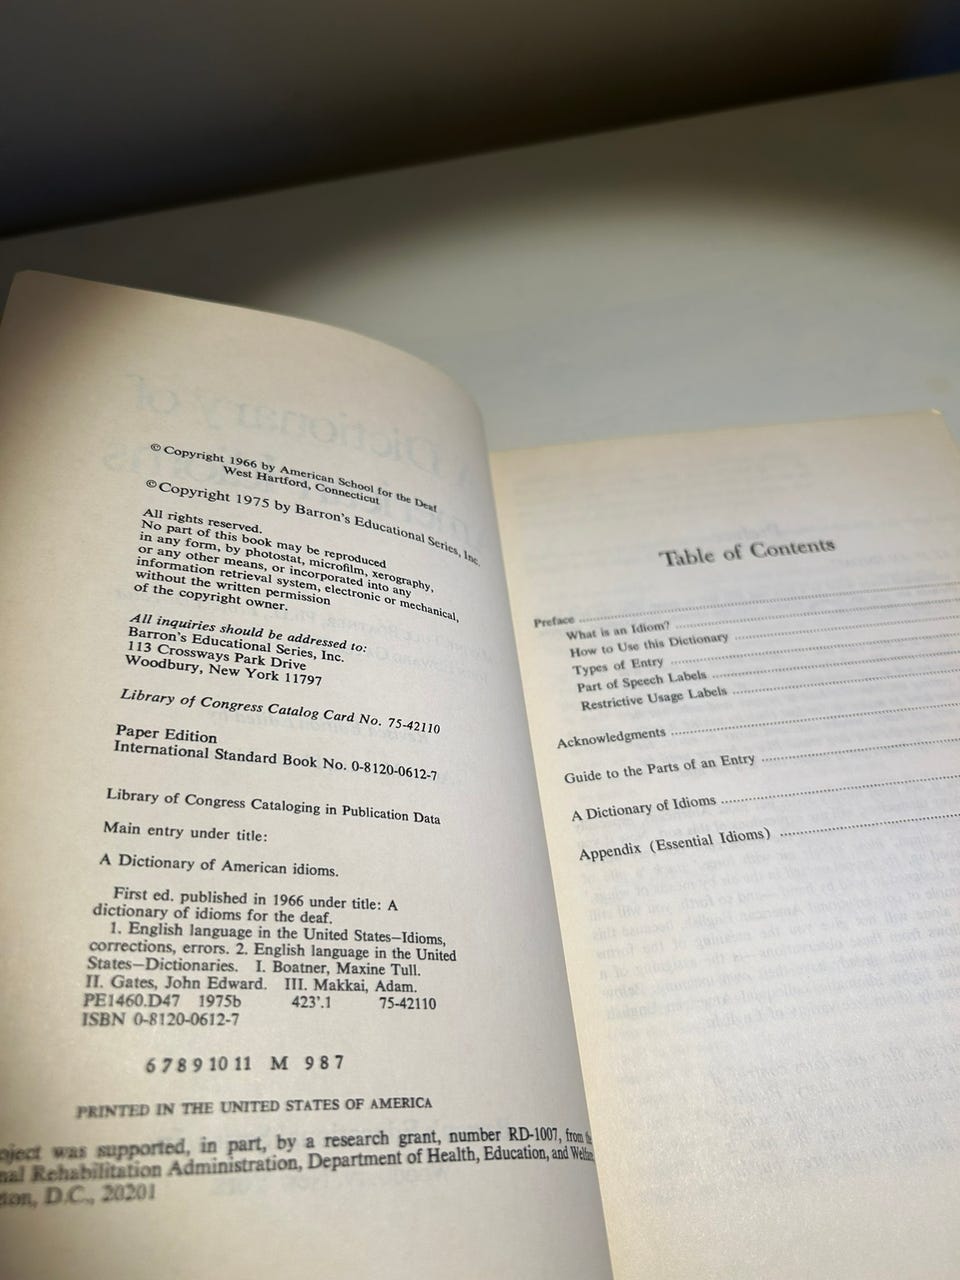 © Copyright 1966 by American School for the Deaf
West Hartford, Connecticut
© Copyright 1975 by Barron's Educational Series, Inc.
All rights reserved.
No part of this book may be reproduced
in any form, by photostat, microfilm, xerography,
or any other means, or incorporated into any
information retrieval system, electronic or mechanical,
without the written permission
of the copyright owner.
All inquiries should be addressed to:
Barron's Educational Series, Inc.
113 Crossways Park Drive
Woodbury, New York 11797
Library of Congress Catalog Card No. 75-42110
Paper Edition
International Standard Book No. 0-8120-0612-7
Library of Congress Cataloging in Publication Data
Main entry under title:
A Dictionary of American idioms.
First ed. published in 1966 under title: A
dictionary of idioms for the deaf.
1. English language in the United States—Idioms,
corrections, errors. 2. English language in the United
States—Dictionaries. I. Boatner, Maxine Tull.
II. Gates, John Edward. III. Makkai, Adam.
PE1460.D47 1975b 423'.1 75-42110
ISBN 0-8120-0612-7
6 7 8 9 10 11 M 9 8 7
PRINTED IN THE UNITED STATES OF AMERICA
oject was supported, in part, by a research grant, number RD-1007, from the
nal Rehabilitation Administration, Department of Health, Education, and Welfare,
ton, D.C., 20201
Table of Contents
Preface
What is an Idiom?
How to Use this Dictionary
Types of Entry
Part of Speech Labels
Restrictive Usage Labels
Acknowledgments
Guide to the Parts of an Entry
A Dictionary of Idioms
Appendix (Essential Idioms)